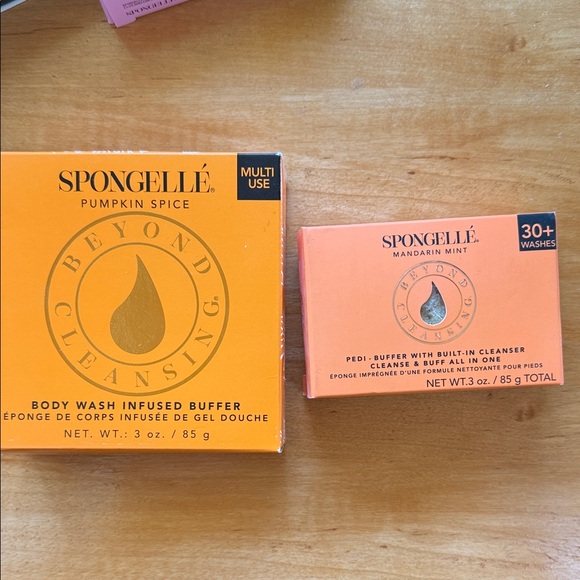 SPONGELLÉ®
PUMPKIN SPICE
MULTI
USE
BEYOND
CLEANSING®
BODY WASH INFUSED BUFFER
ÉPONGE DE CORPS INFUSÉE DE GEL DOUCHE
NET. WT.: 3 oz. / 85 g
SPONGELLÉ®
MANDARIN MINT
30+
WASHES
BEYOND
CLEANSING®
PEDI - BUFFER WITH BUILT-IN CLEANSER
CLEANSE & BUFF ALL IN ONE
ÉPONGE IMPRÉGNÉE D'UNE FORMULE NETTOYANTE POUR PIEDS
NET WT.3 oz. / 85 g TOTAL